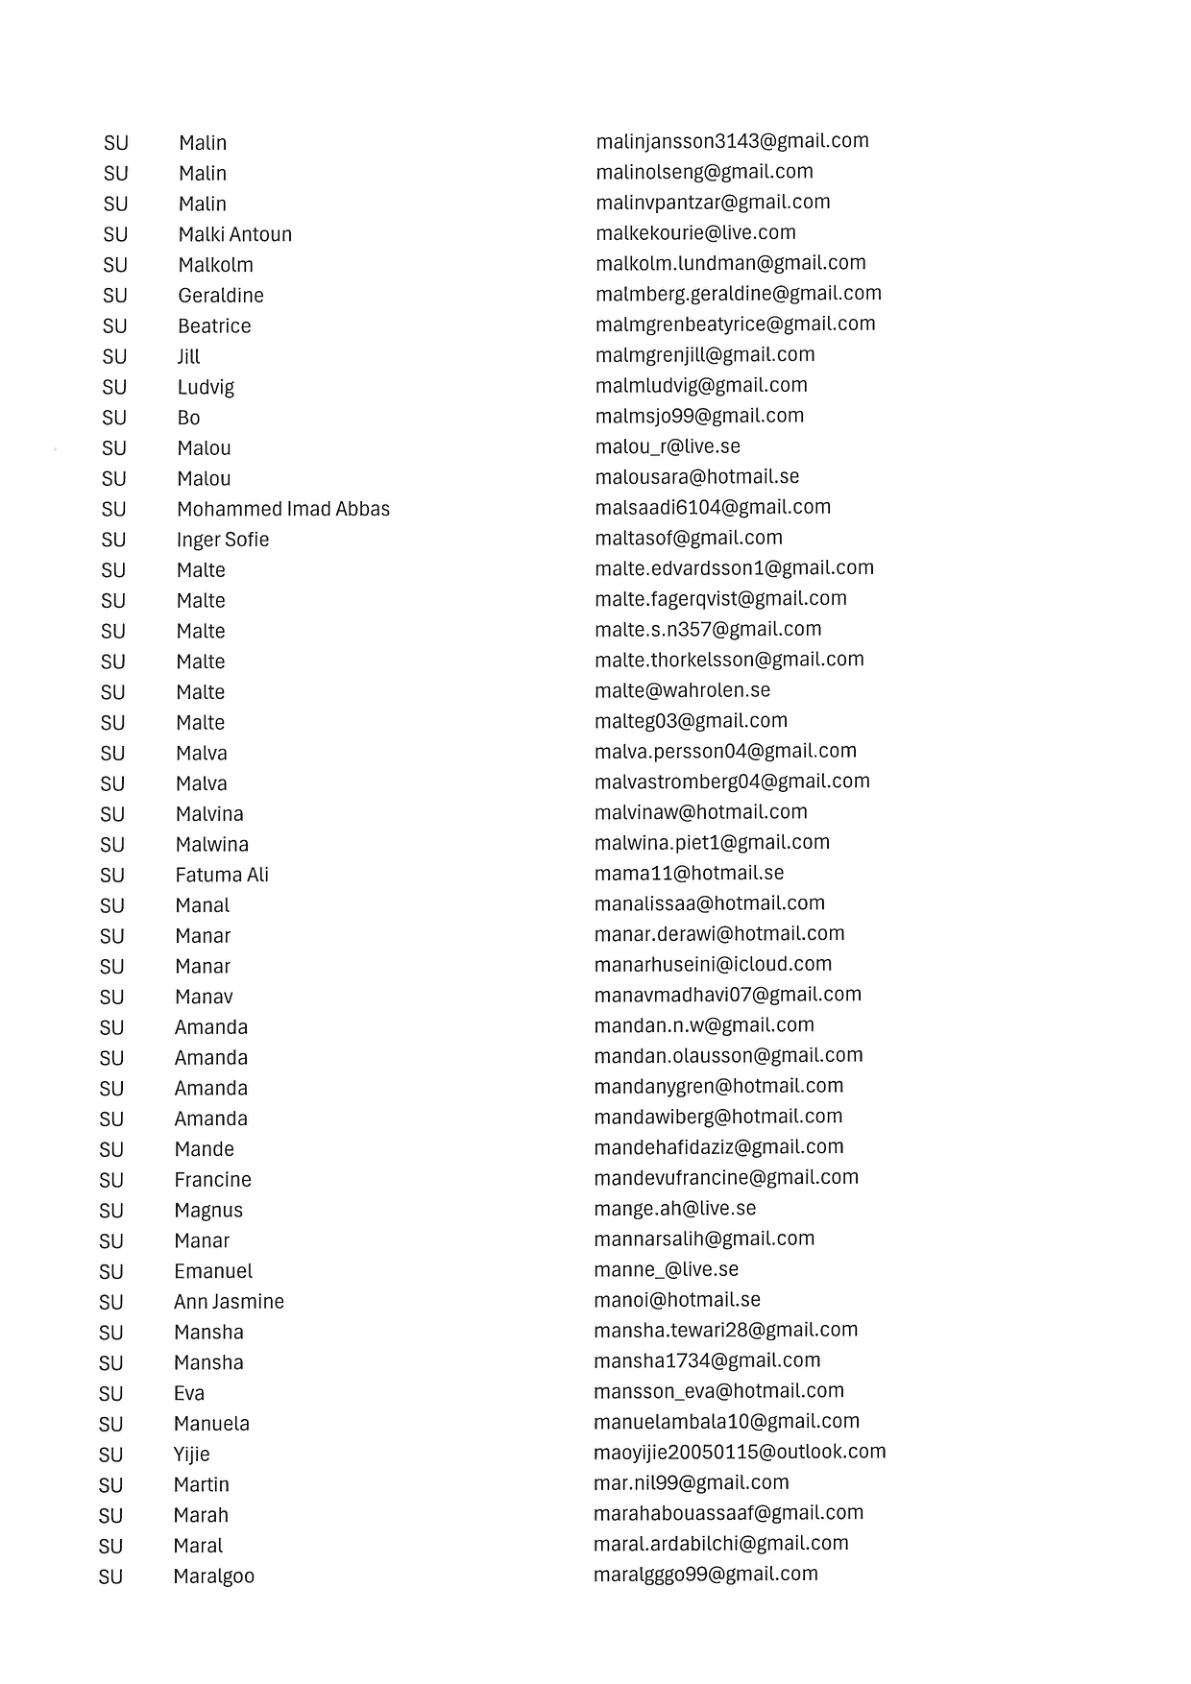 SU Malin malinjansson3143@gmail.com
SU Malin malinolseng@gmail.com
SU Malin malinvpantzar@gmail.com
SU Malki Antoun malkekourie@live.com
SU Malkolm malkolm.lundman@gmail.com
SU Geraldine malmberg.geraldine@gmail.com
SU Beatrice malmgrenbeatyrice@gmail.com
SU Jill malmgrenjill@gmail.com
SU Ludvig malmludvig@gmail.com
SU Bo malmsjo99@gmail.com
SU Malou malou_r@live.se
SU Malou malousara@hotmail.se
SU Mohammed Imad Abbas malsaadi6104@gmail.com
SU Inger Sofie maltasof@gmail.com
SU Malte malte.edvardsson1@gmail.com
SU Malte malte.fagerqvist@gmail.com
SU Malte malte.s.n357@gmail.com
SU Malte malte.thorkelsson@gmail.com
SU Malte malte@wahrolen.se
SU Malte malteg03@gmail.com
SU Malva malva.persson04@gmail.com
SU Malva malvastromberg04@gmail.com
SU Malvina malvinaw@hotmail.com
SU Malwina malwina.piet1@gmail.com
SU Fatuma Ali mama11@hotmail.se
SU Manal manalissaa@hotmail.com
SU Manar manar.derawi@hotmail.com
SU Manar manarhuseini@icloud.com
SU Manav manavmadhavi07@gmail.com
SU Amanda mandan.n.w@gmail.com
SU Amanda mandan.olausson@gmail.com
SU Amanda mandanygren@hotmail.com
SU Amanda mandawiberg@hotmail.com
SU Mande mandehafidaziz@gmail.com
SU Francine mandevufrancine@gmail.com
SU Magnus mange.ah@live.se
SU Manar mannarsalih@gmail.com
SU Emanuel manne_@live.se
SU Ann Jasmine manoi@hotmail.se
SU Mansha mansha.tewari28@gmail.com
SU Mansha mansha1734@gmail.com
SU Eva mansson_eva@hotmail.com
SU Manuela manuelambala10@gmail.com
SU Yijie maoyijie20050115@outlook.com
SU Martin mar.nil99@gmail.com
SU Marah marahabouassaaf@gmail.com
SU Maral maral.ardabilchi@gmail.com
SU Maralgoo maralgggo99@gmail.com